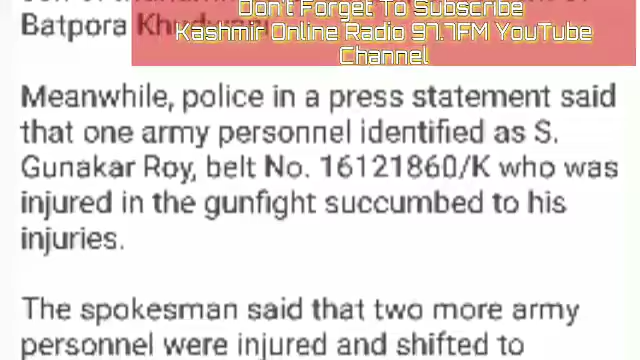 Don't Forget To Subscribe
Kashmir Online Radio 97.7FM YouTube
Channel
Batpora Khudwani
Meanwhile, police in a press statement said
that one army personnel identified as S.
Gunakar Roy, belt No. 16121860/K who was
injured in the gunfight succumbed to his
injuries.
The spokesman said that two more army
personnel were injured and shifted to